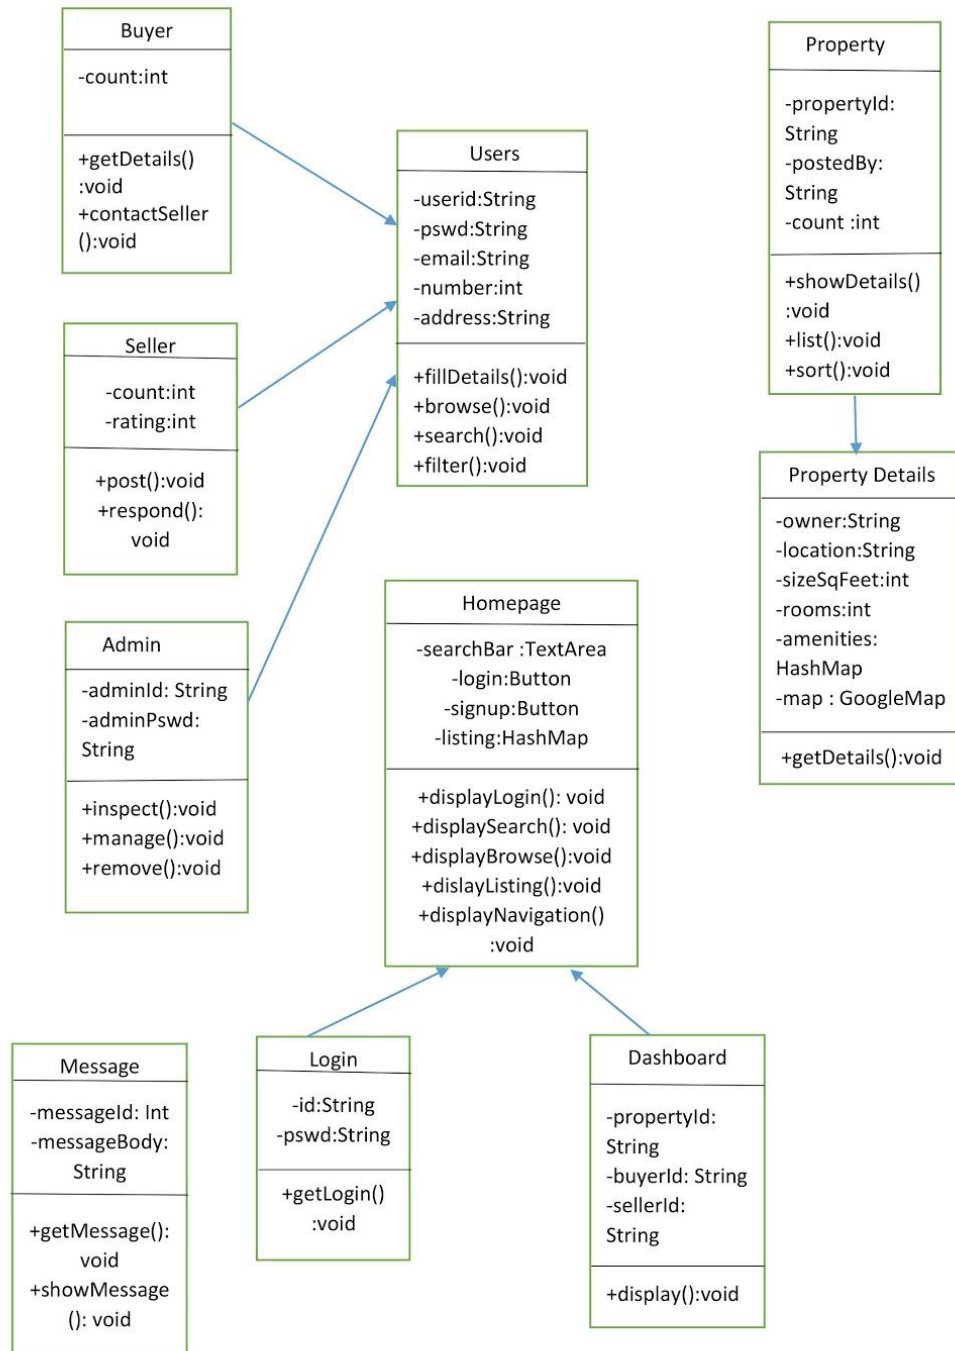 Buyer
-count:int
+getDetails()
:void
+contactSeller
():void
Users
-userid:String
-pswd:String
-email:String
-number:int
-address:String
+fillDetails():void
+browse():void
+search():void
+filter():void
Property
-propertyId:
String
-postedBy:
String
-count :int
+showDetails()
:void
+list():void
+sort():void
Seller
-count:int
-rating:int
+post():void
+respond():
void
Property Details
-owner:String
-location:String
-sizeSqFeet:int
-rooms:int
-amenities:
HashMap
-map : GoogleMap
+getDetails():void
Admin
-adminId: String
-adminPswd:
String
+inspect():void
+manage():void
+remove():void
Homepage
-searchBar :TextArea
-login:Button
-signup:Button
-listing:HashMap
+displayLogin(): void
+displaySearch(): void
+displayBrowse():void
+dislayListing():void
+displayNavigation()
:void
Message
-messageId: Int
-messageBody:
String
+getMessage():
void
+showMessage
(): void
Login
-id:String
-pswd:String
+getLogin()
:void
Dashboard
-propertyId:
String
-buyerId: String
-sellerId:
String
+display():void